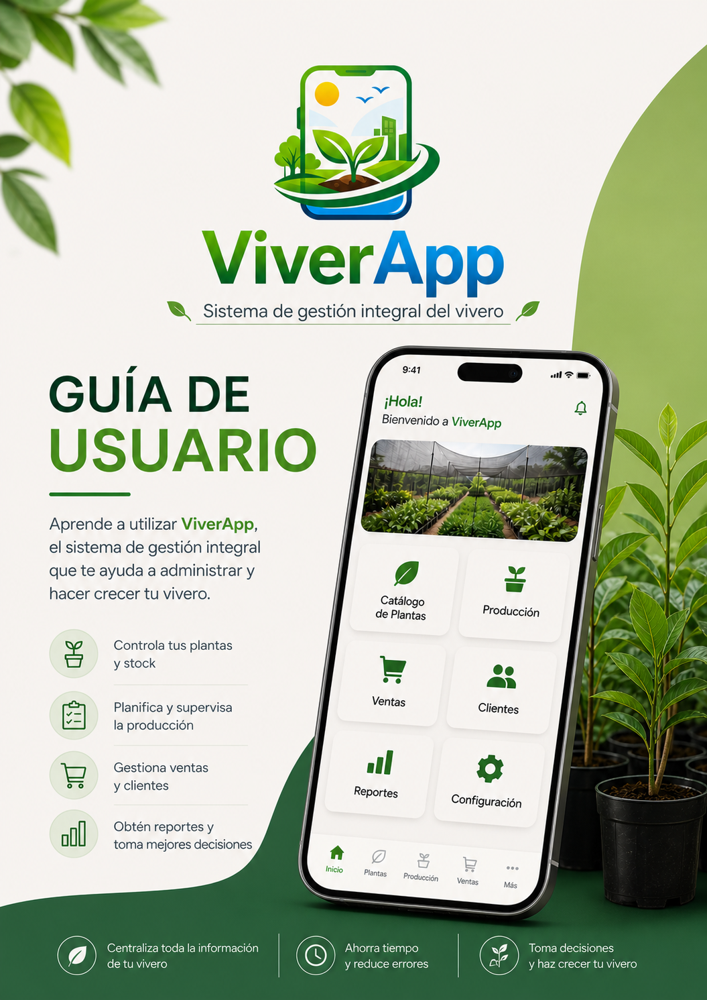 ViverApp
Sistema de gestión integral del vivero
GUÍA DE
USUARIO
Aprende a utilizar ViverApp,
el sistema de gestión integral
que te ayuda a administrar y
hacer crecer tu vivero.
Controla tus plantas
y stock
Planifica y supervisa
la producción
Gestiona ventas
y clientes
Obtén reportes y
toma mejores decisiones
9:41
¡Hola!
Bienvenido a ViverApp
Catálogo
de Plantas
Producción
Ventas
Clientes
Reportes
Configuración
Inicio
Plantas
Producción
Ventas
Más
Centraliza toda la información
de tu vivero
Ahorra tiempo
y reduce errores
Toma decisiones
y haz crecer tu vivero